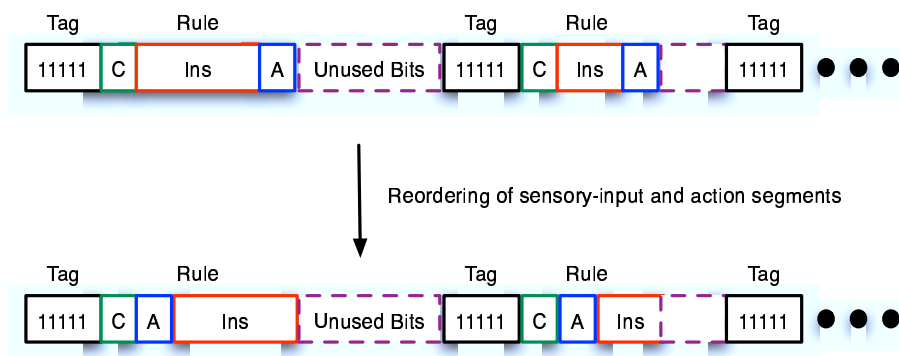 Tag Rule Tag Rule Tag
11111 C Ins A Unused Bits 11111 C Ins A 11111
Reordering of sensory-input and action segments
Tag Rule Tag Rule Tag
11111 C A Ins Unused Bits 11111 C A Ins 11111